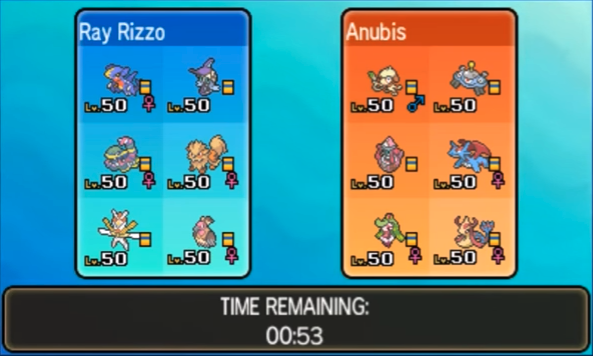 Ray Rizzo
Anubis
Lv.50 ♀ Lv.50
Lv.50 ♂ Lv.50
Lv.50 ♀ Lv.50 ♀
Lv.50 Lv.50 ♀
Lv.50 Lv.50 ♀
Lv.50 ♀ Lv.50 ♀
TIME REMAINING:
00:53